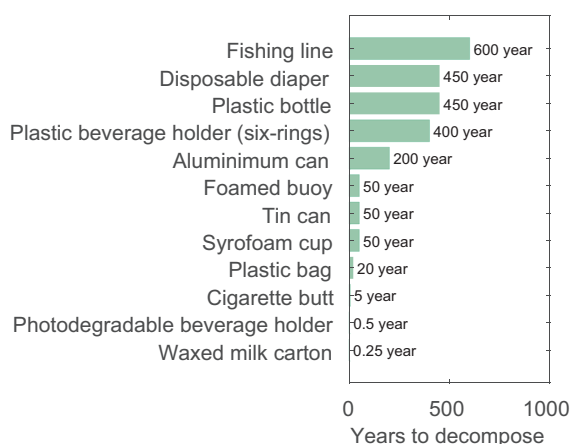 Fishing line 600 year
Disposable diaper 450 year
Plastic bottle 450 year
Plastic beverage holder (six-rings) 400 year
Aluminimum can 200 year
Foamed buoy 50 year
Tin can 50 year
Syrofoam cup 50 year
Plastic bag 20 year
Cigarette butt 5 year
Photodegradable beverage holder 0.5 year
Waxed milk carton 0.25 year
0 500 1000
Years to decompose